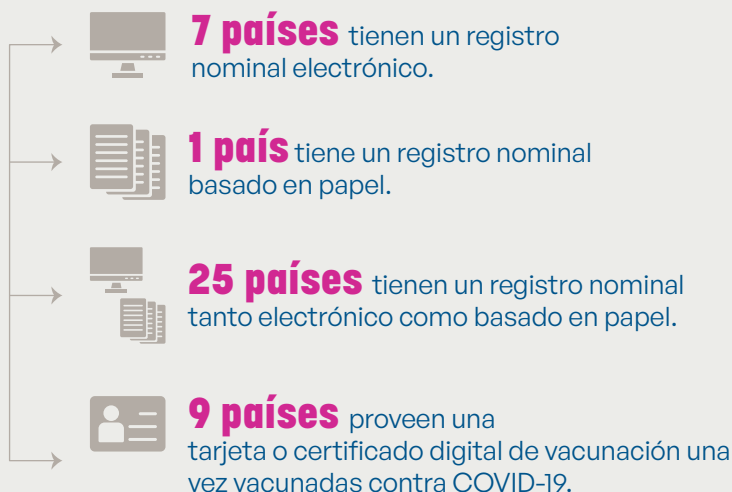 7 países tienen un registro
nominal electrónico.
1 país tiene un registro nominal
basado en papel.
25 países tienen un registro nominal
tanto electrónico como basado en papel.
9 países proveen una
tarjeta o certificado digital de vacunación una
vez vacunadas contra COVID-19.